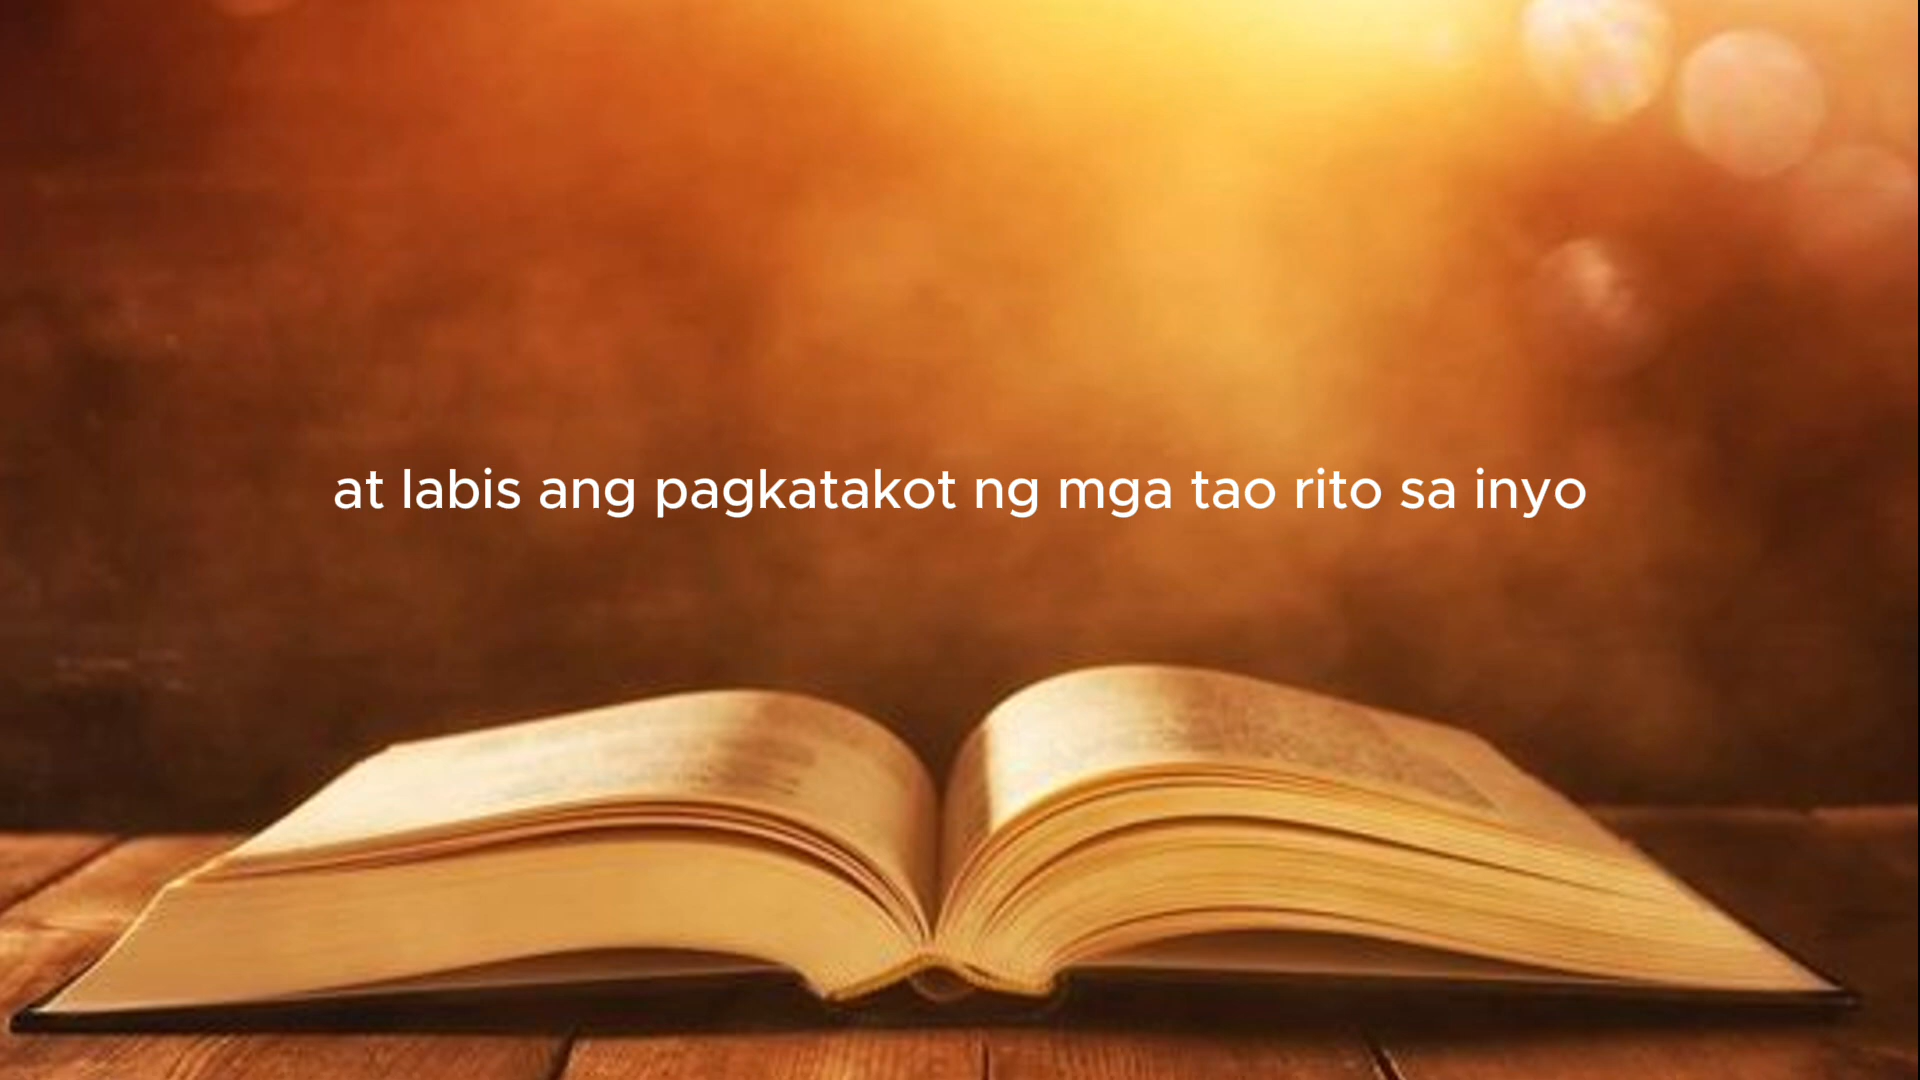 at labis ang pagkatakot ng mga tao rito sa inyo